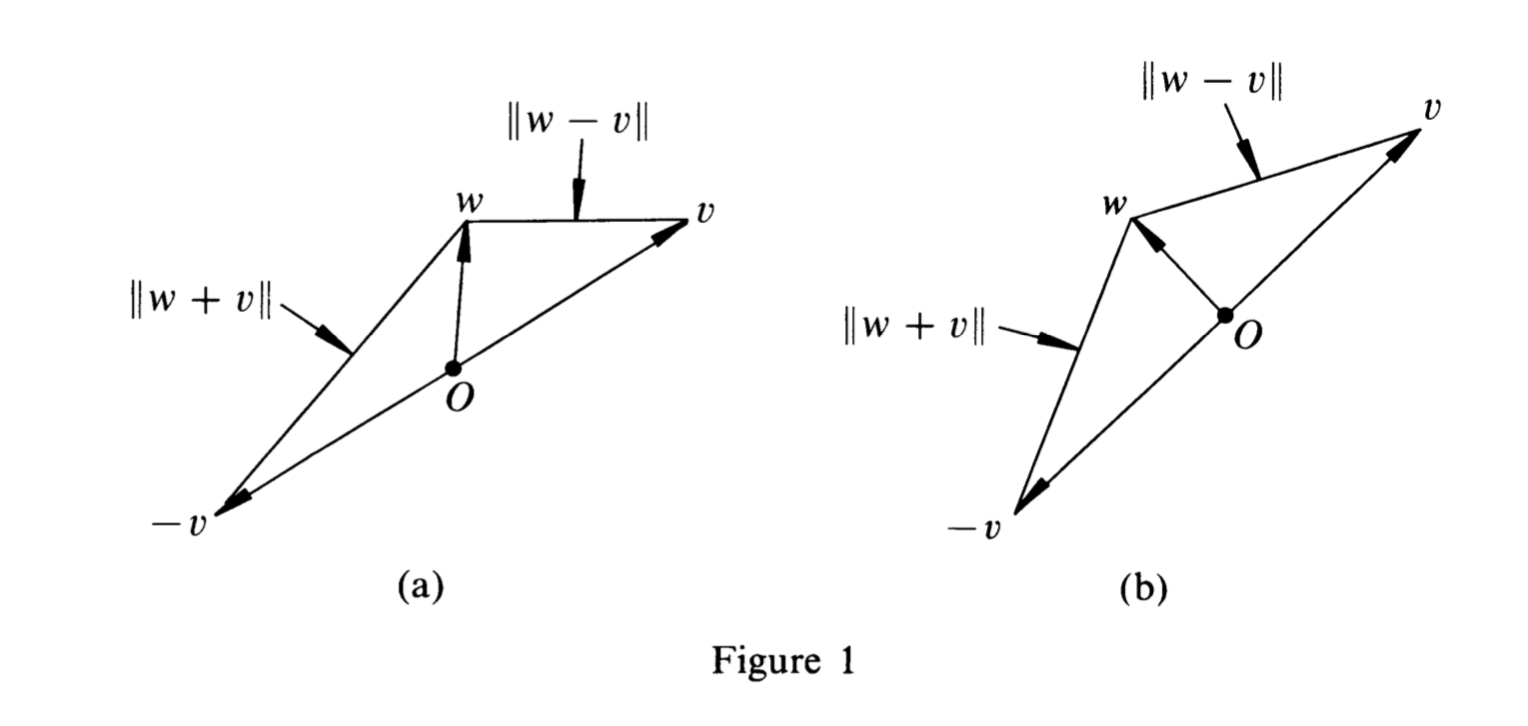 ‖w − v‖
w
v
‖w + v‖
O
−v
(a)
‖w − v‖
v
w
‖w + v‖
O
−v
(b)
Figure 1